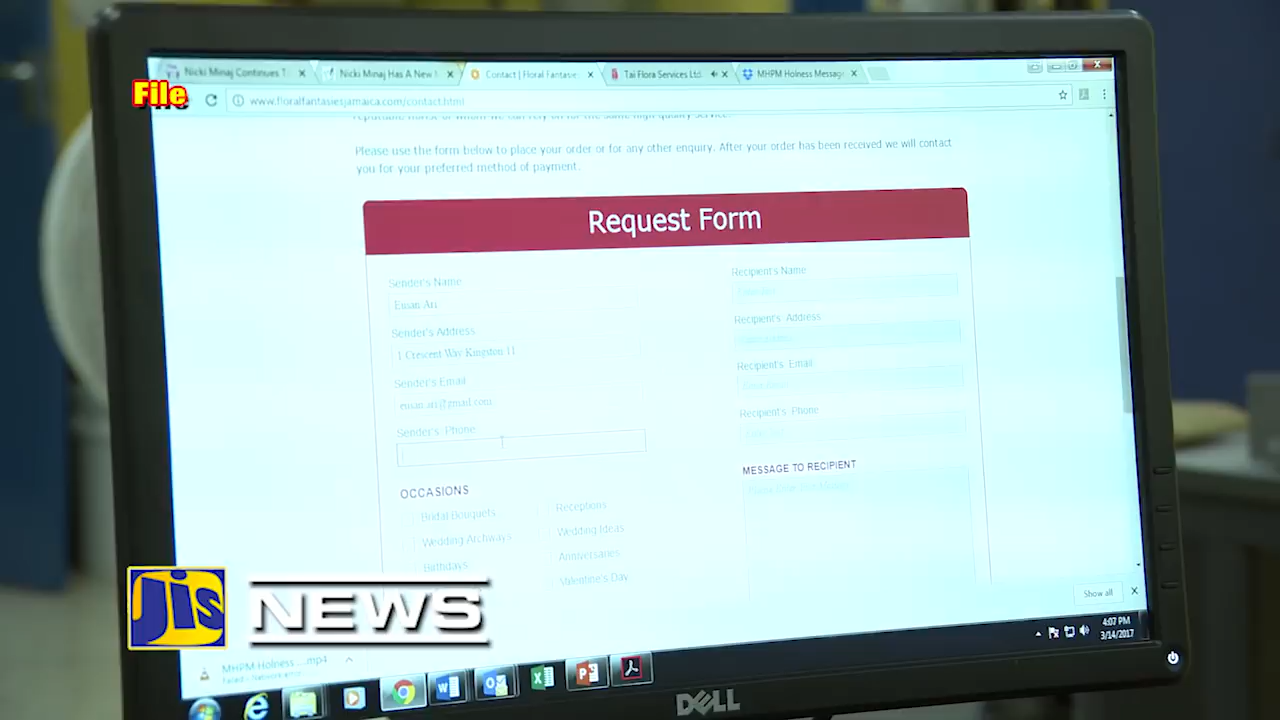 Nicki Minaj Continues T
Nicki Minaj Has A New
Contact | Floral Fantasie
Tai Flora Services Ltd.
MHPM Holness Messag
File
www.floralfantasiesjamaica.com/contact.html
Please use the form below to place your order or for any other enquiry. After your order has been received we will contact
you for your preferred method of payment.
Request Form
Sender's Name
Recipient's Name
Sender's Address
Recipient's Address
1 Crescent Way Kingston 11
Sender's Email
Recipient's Email
Sender's Phone
Recipient's Phone
MESSAGE TO RECIPIENT
OCCASIONS
Bridal Bouquets
Receptions
Wedding Archways
Wedding Ideas
Birthdays
Anniversaries
Valentine's Day
JIS NEWS
Show all
MHPM Holness ....mp4
Failed - Network error
4:07 PM
3/14/2017
DELL